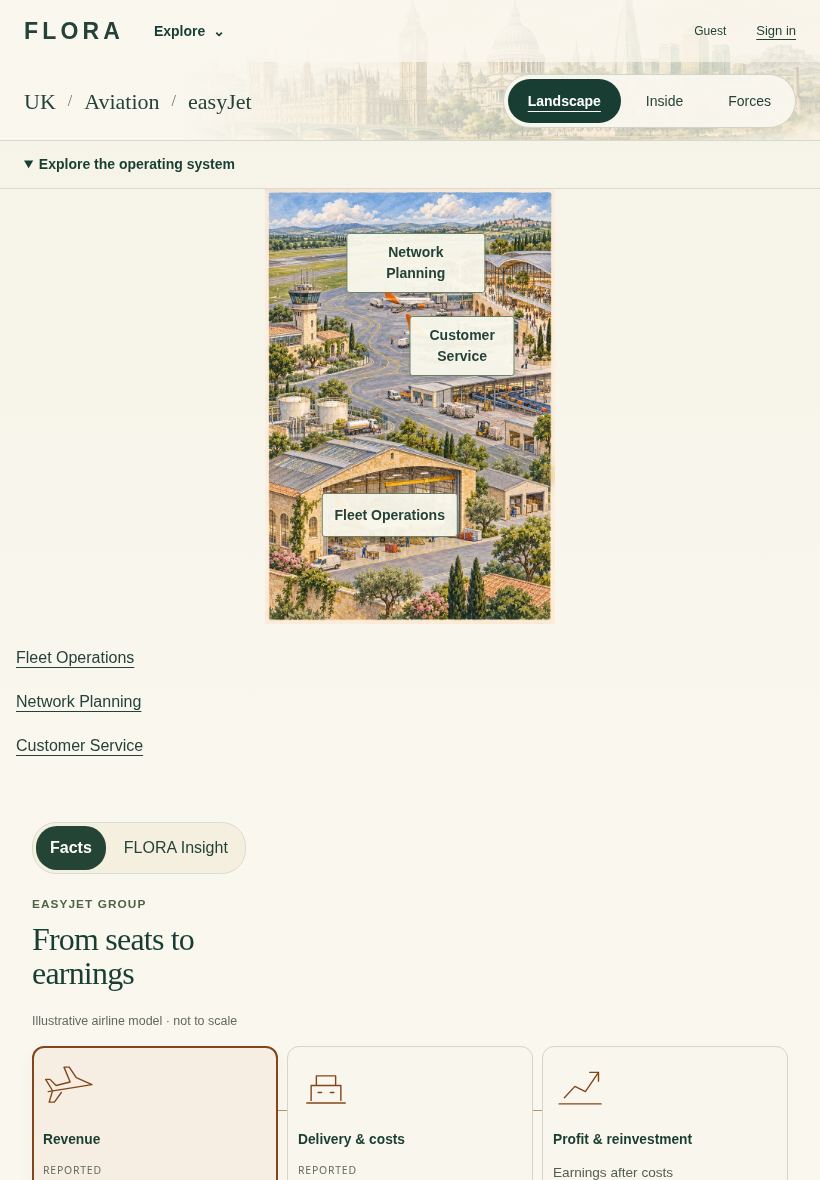 FLORA
Explore
Guest
Sign in
UK / Aviation / easyJet
Landscape
Inside
Forces
▼ Explore the operating system
Network
Planning
Customer
Service
Fleet Operations
Fleet Operations
Network Planning
Customer Service
Facts
FLORA Insight
EASYJET GROUP
From seats to
earnings
Illustrative airline model · not to scale
Revenue
REPORTED
Delivery & costs
REPORTED
Profit & reinvestment
Earnings after costs